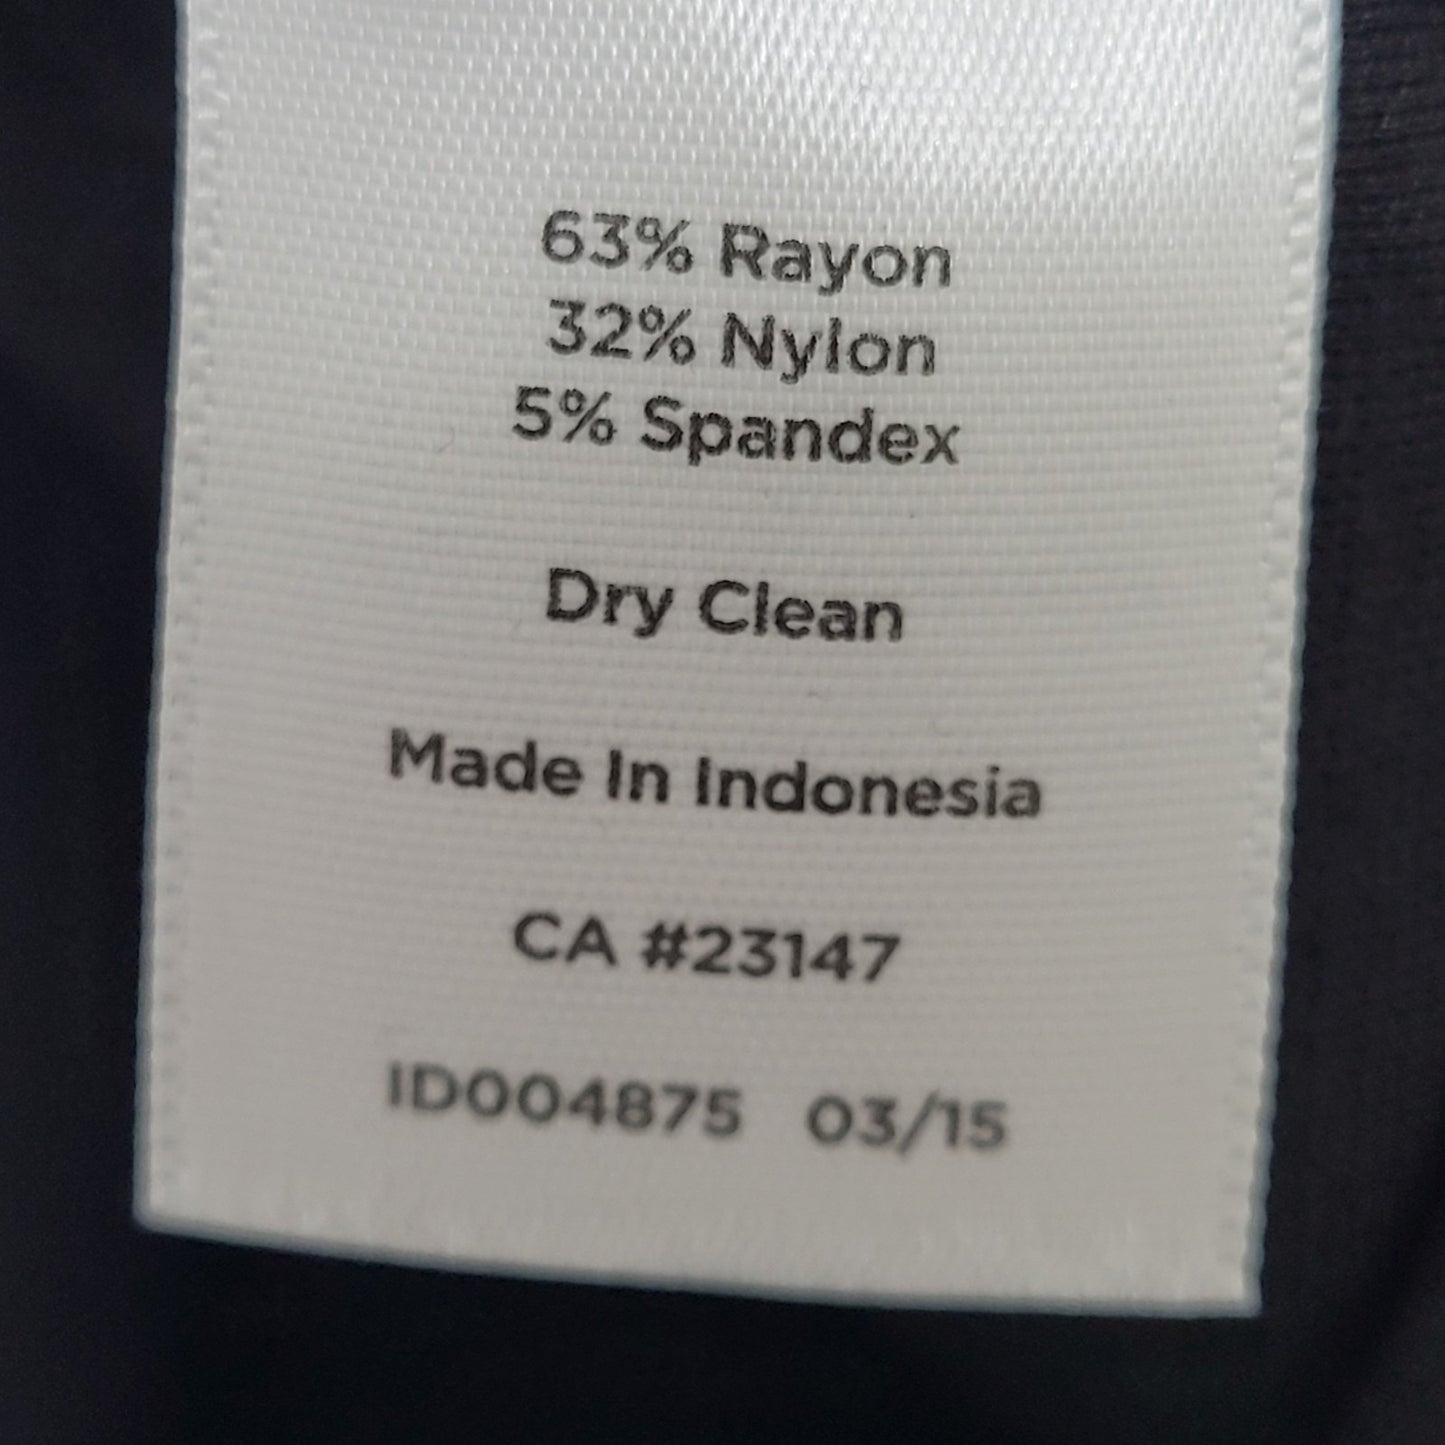 63% Rayon
32% Nylon
5% Spandex
Dry Clean
Made In Indonesia
CA #23147
ID004875 03/15